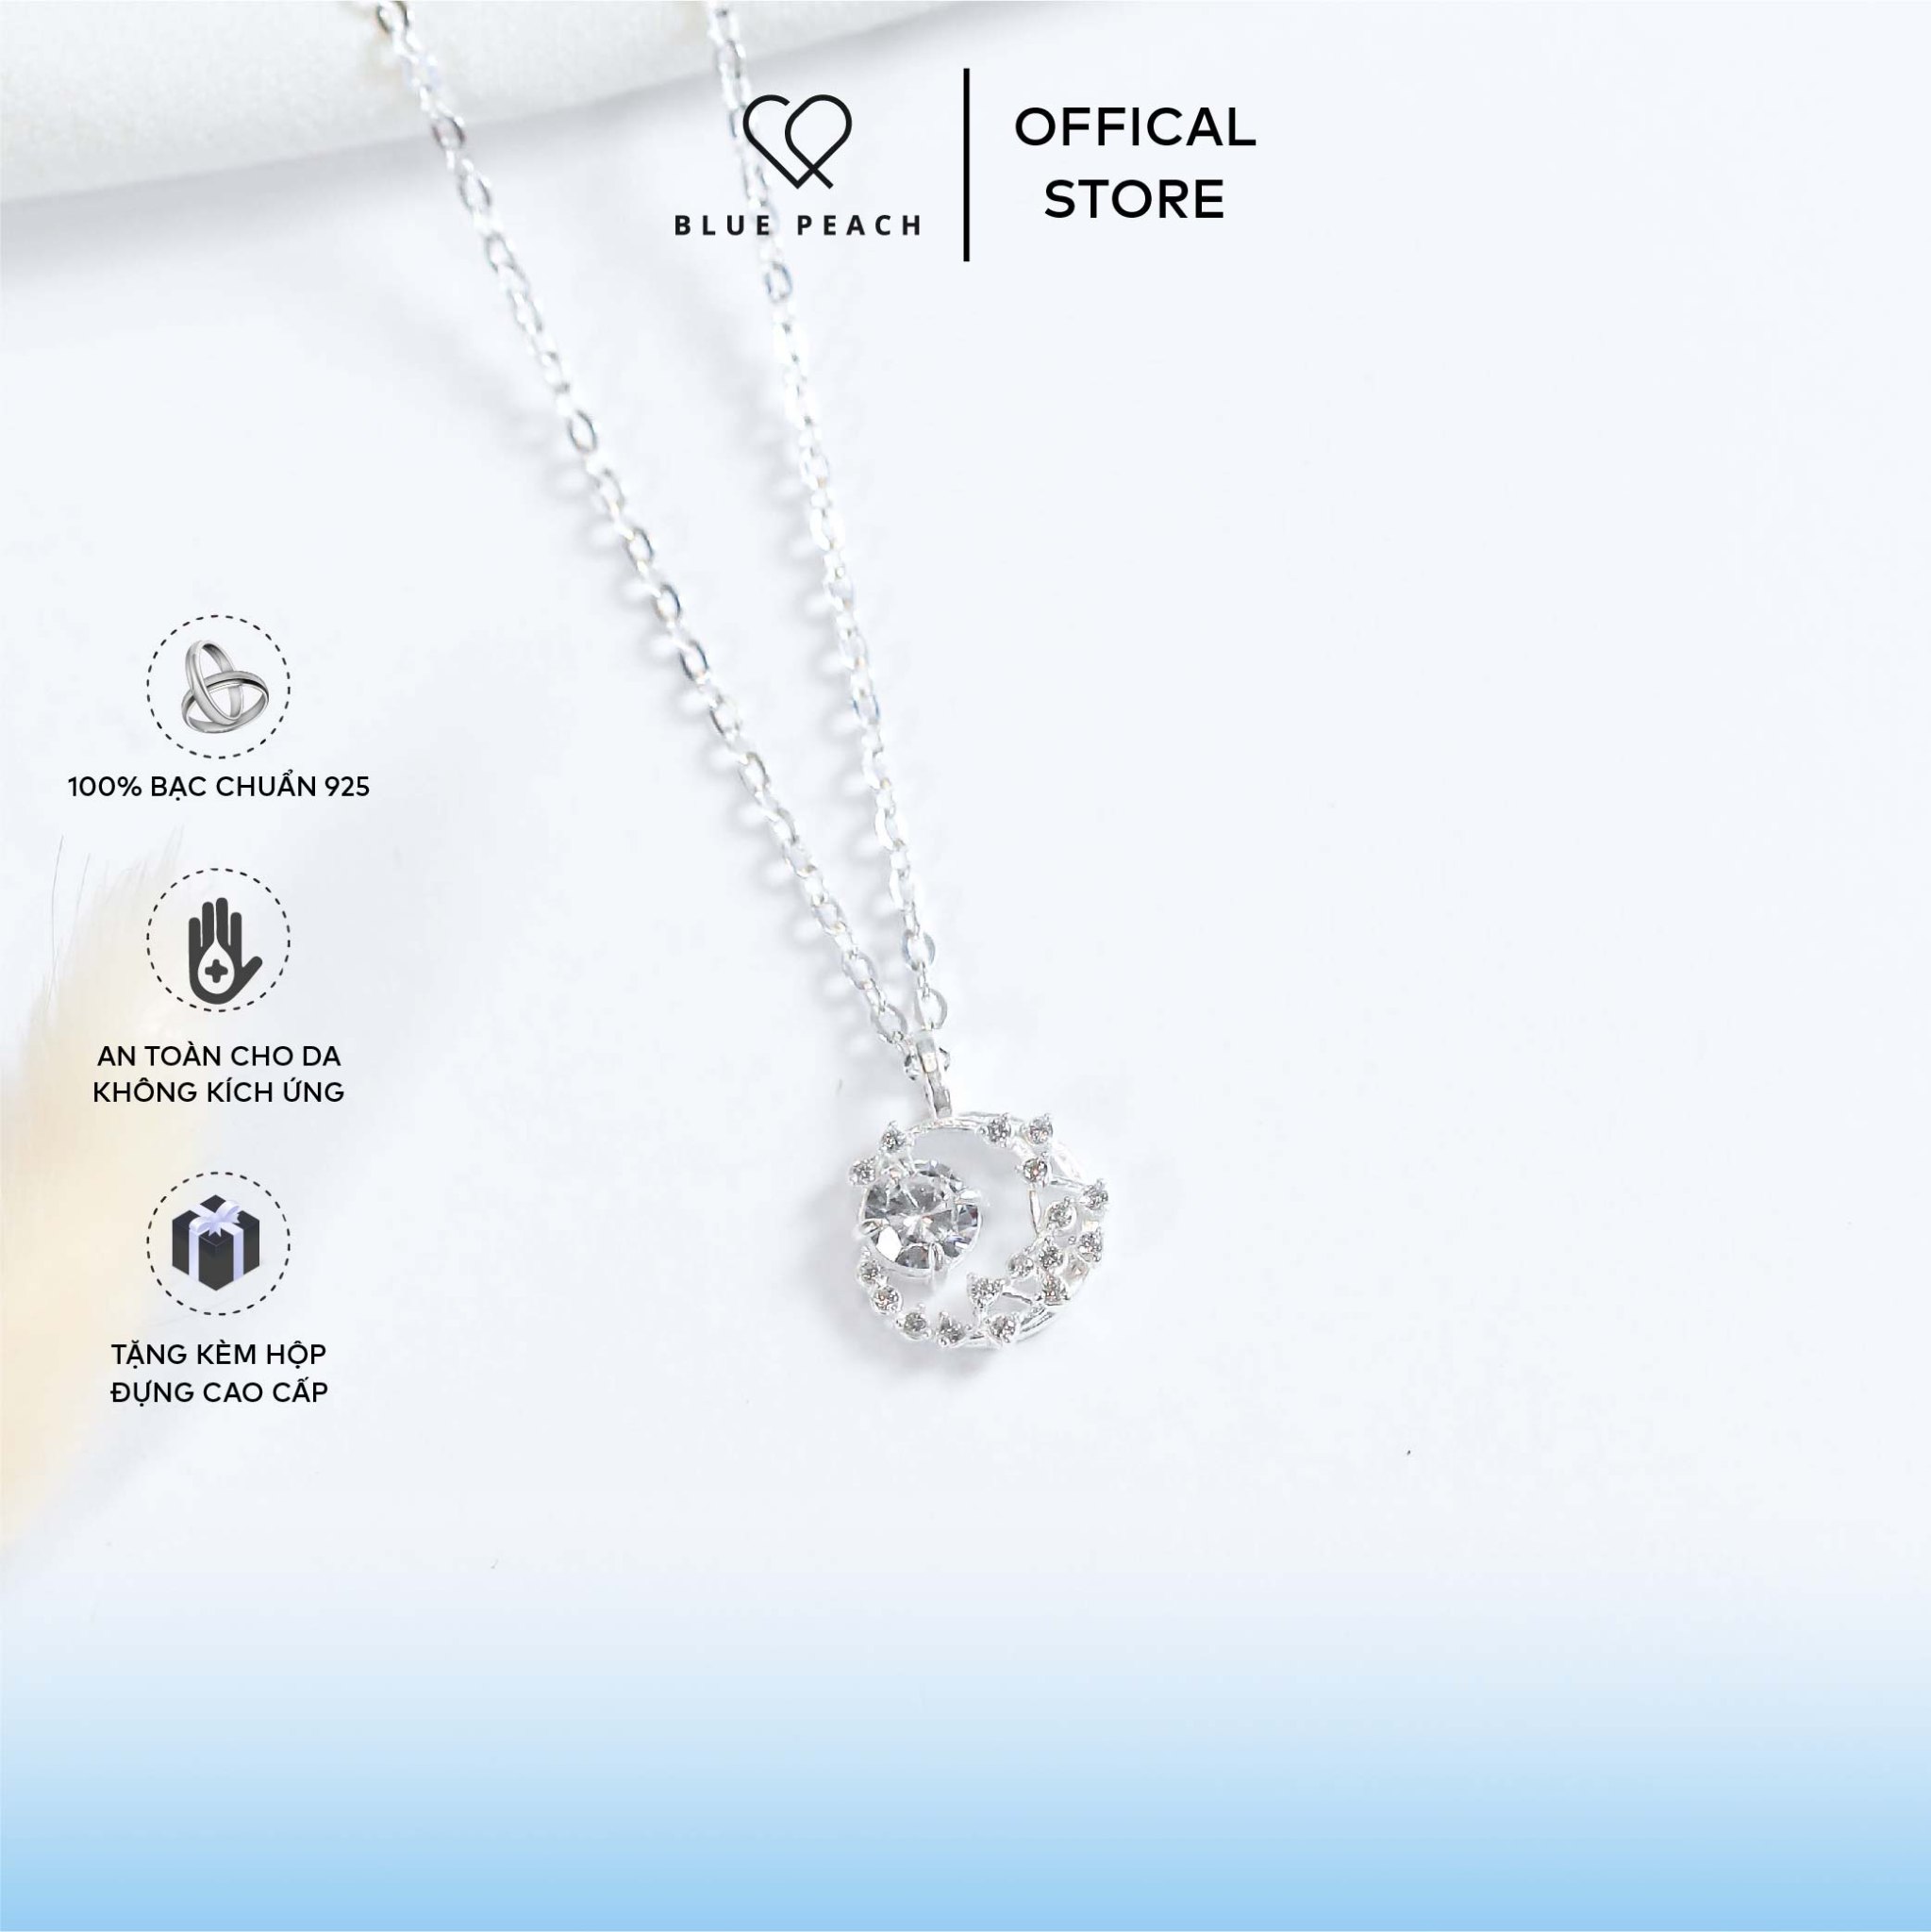 BLUE PEACH
OFFICAL
STORE
100% BẠC CHUẨN 925
AN TOÀN CHO DA
KHÔNG KÍCH ỨNG
TẶNG KÈM HỘP
ĐỰNG CAO CẤP